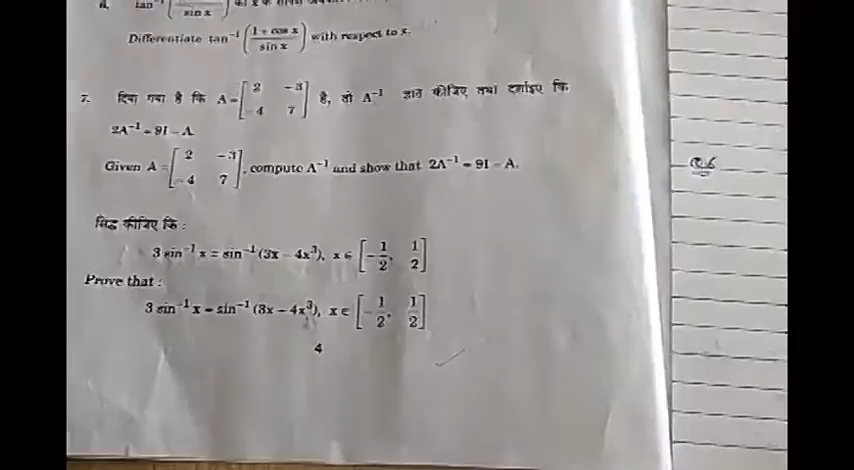 tan⁻¹ ( / sin x )
Differentiate tan⁻¹ (1 + cos x / sin x) with respect to x.
7. दिया गया है कि A = [2 −3; −4 7] है, तो A⁻¹ ज्ञात कीजिए तथा दर्शाइए कि
2A⁻¹ = 9I − A
Given A = [2 −3; −4 7], compute A⁻¹ and show that 2A⁻¹ = 9I − A.
सिद्ध कीजिए कि :
3 sin⁻¹ x = sin⁻¹ (3x − 4x³), x ∈ [−1/2, 1/2]
Prove that :
3 sin⁻¹ x = sin⁻¹ (3x − 4x³), x ∈ [−1/2, 1/2]
4